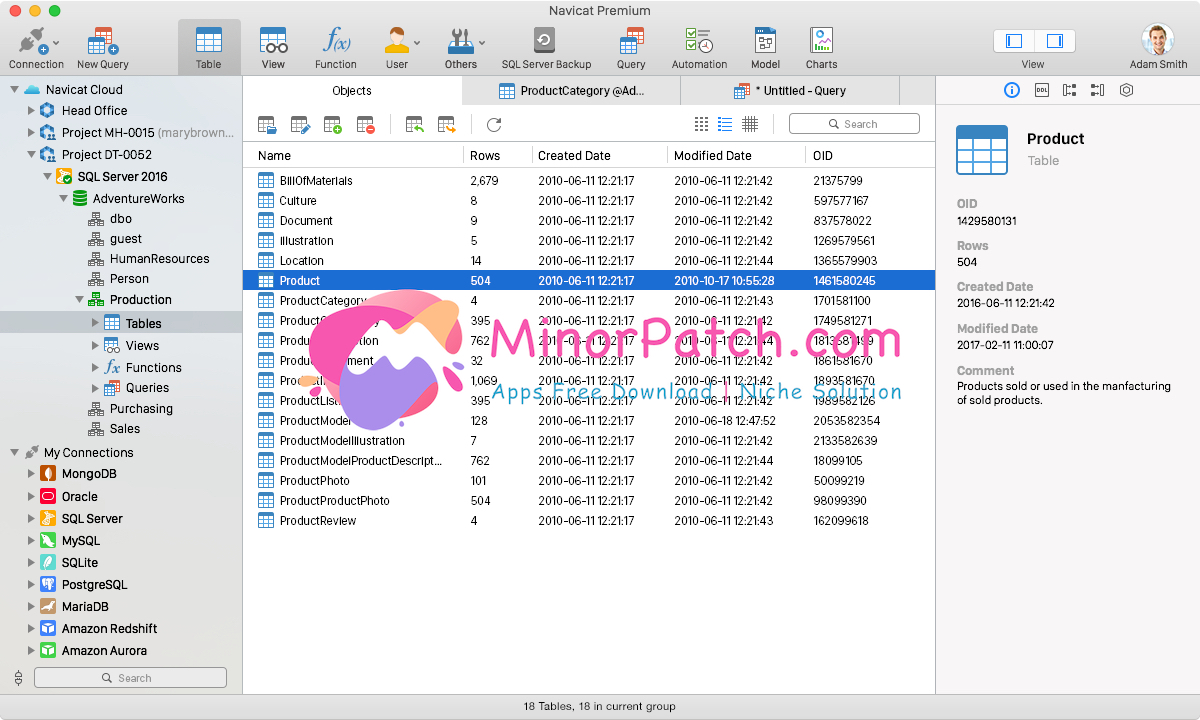 Navicat Premium
Connection
New Query
Table
View
Function
User
Others
SQL Server Backup
Query
Automation
Model
Charts
View
Adam Smith
Navicat Cloud
Head Office
Project MH-0015 (marybrown...
Project DT-0052
SQL Server 2016
AdventureWorks
dbo
guest
HumanResources
Person
Production
Tables
Views
Functions
Queries
Purchasing
Sales
My Connections
MongoDB
Oracle
SQL Server
MySQL
SQLite
PostgreSQL
MariaDB
Amazon Redshift
Amazon Aurora
Search
Objects
ProductCategory @Ad...
* Untitled - Query
Search
Name Rows Created Date Modified Date OID
BillOfMaterials 2,679 2010-06-11 12:21:17 2010-06-11 12:21:42 21375799
Culture 8 2010-06-11 12:21:17 2010-06-11 12:21:42 597577167
Document 9 2010-06-11 12:21:17 2010-06-11 12:21:42 837578022
Illustration 5 2010-06-11 12:21:17 2010-06-11 12:21:42 1269579561
Location 14 2010-06-11 12:21:17 2010-06-11 12:21:44 1365579903
Product 504 2010-06-11 12:21:17 2010-10-17 10:55:28 1461580245
ProductCategory 4 2010-06-11 12:21:17 2010-06-11 12:21:43 1701581100
395 2010-06-11 12:21:17 1749581271
762 2010-06-11 12:21:17 2010-06-11 12:21:44
32 2010-06-11 12:21:17 1861581670
1,069 2010-06-11 12:21:17 2010-06-11 12:21:42 1893581670
395 2010-06-11 12:21:17 1989582126
ProductModel 128 2010-06-11 12:21:17 2010-06-18 12:47:52 2053582354
ProductModelIllustration 7 2010-06-11 12:21:17 2010-06-11 12:21:42 2133582639
ProductModelProductDescript... 762 2010-06-11 12:21:17 2010-06-11 12:21:44 18099105
ProductPhoto 101 2010-06-11 12:21:17 2010-06-11 12:21:42 50099219
ProductProductPhoto 504 2010-06-11 12:21:17 2010-06-11 12:21:42 98099390
ProductReview 4 2010-06-11 12:21:17 2010-06-11 12:21:43 162099618
MinorPatch.com
Apps Free Download | Niche Solution
DDL
Product
Table
OID
1429580131
Rows
504
Created Date
2016-06-11 12:21:42
Modified Date
2017-02-11 11:00:07
Comment
Products sold or used in the manfacturing
of sold products.
18 Tables, 18 in current group